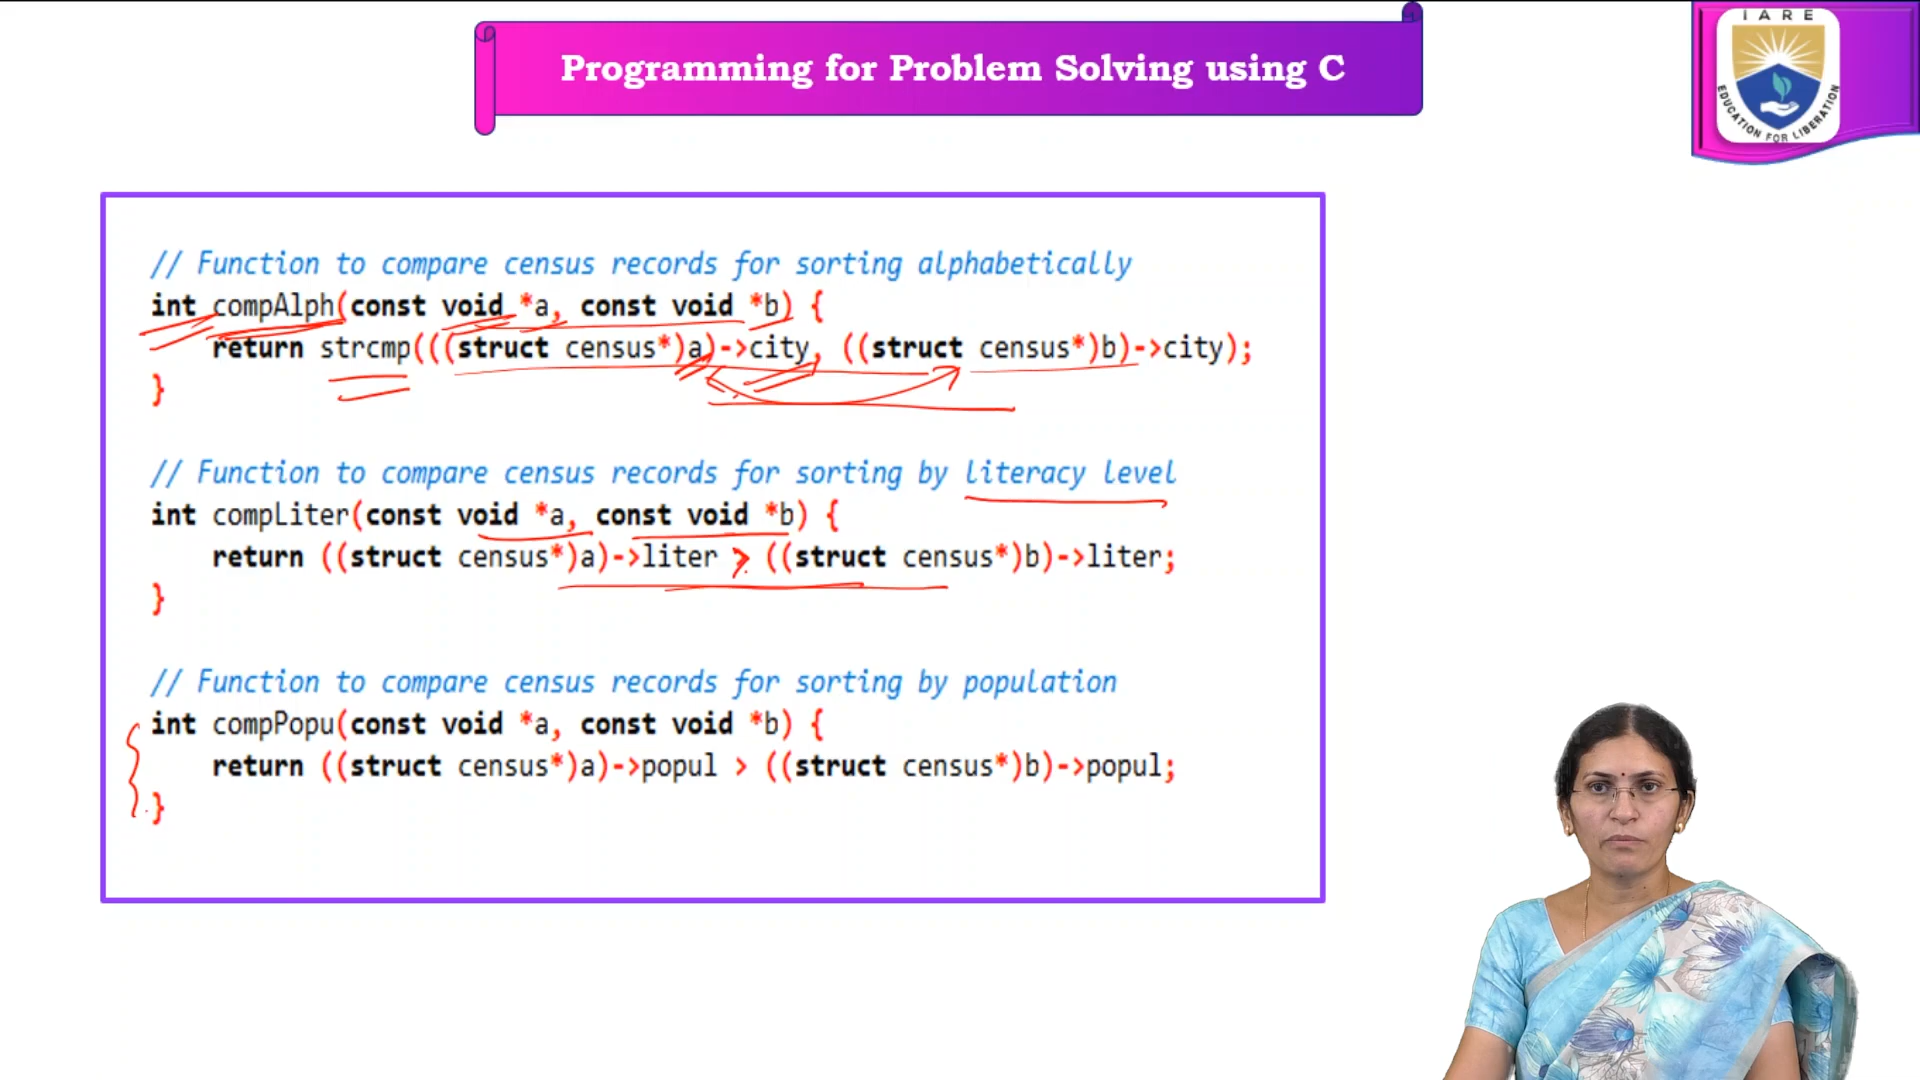 Programming for Problem Solving using C
IARE
EDUCATION FOR LIBERATION
// Function to compare census records for sorting alphabetically
int compAlph(const void *a, const void *b) {
return strcmp(((struct census*)a)->city, ((struct census*)b)->city);
}
// Function to compare census records for sorting by literacy level
int compLiter(const void *a, const void *b) {
return ((struct census*)a)->liter > ((struct census*)b)->liter;
}
// Function to compare census records for sorting by population
int compPopu(const void *a, const void *b) {
return ((struct census*)a)->popul > ((struct census*)b)->popul;
}